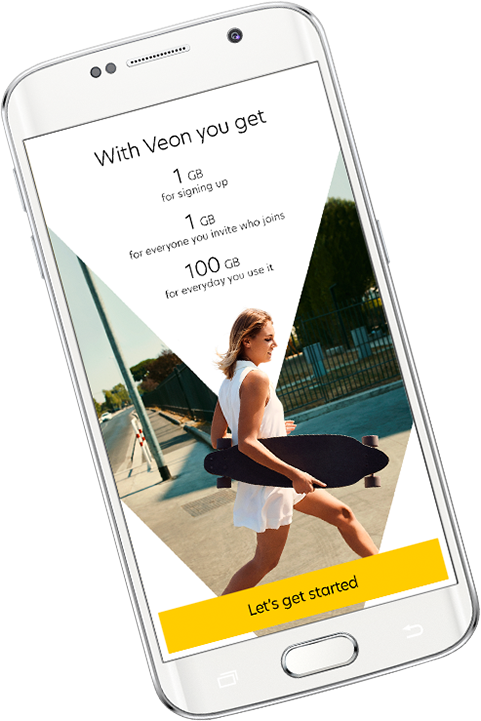 With Veon you get
1 GB
for signing up
1 GB
for everyone you invite who joins
100 GB
for everyday you use it
Let's get started